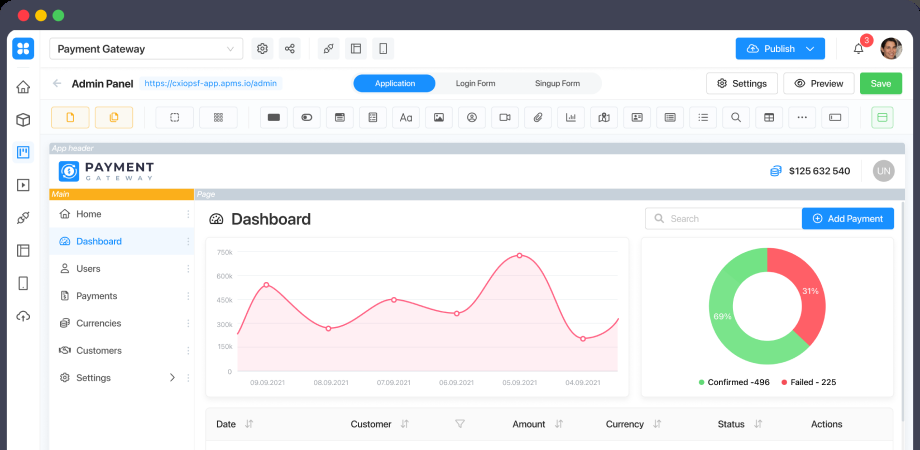 Payment Gateway
Publish
3
Admin Panel
https://cxiopsf-app.apms.io/admin
Application
Login Form
Singup Form
Settings
Preview
Save
Aa
App header
PAYMENT
GATEWAY
$125 632 540
UN
Main
Page
Home
Dashboard
Users
Payments
Currencies
Customers
Settings
Dashboard
Search
Add Payment
750k
600k
450k
300k
150k
0
09.09.2021
08.09.2021
07.09.2021
06.09.2021
05.09.2021
04.09.2021
31%
69%
Confirmed -496
Failed - 225
Date
Customer
Amount
Currency
Status
Actions